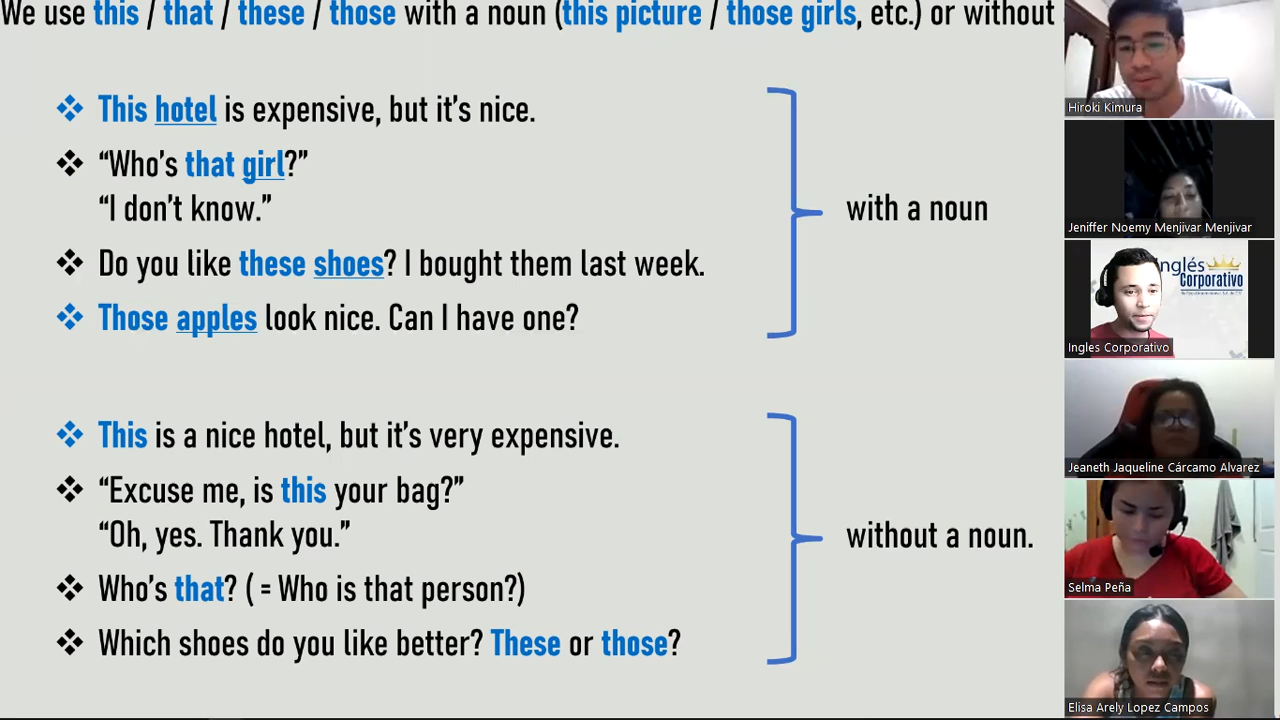 We use this / that / these / those with a noun (this picture / those girls, etc.) or without
❖ This hotel is expensive, but it’s nice.
❖ “Who’s that girl?”
“I don’t know.”
❖ Do you like these shoes? I bought them last week.
❖ Those apples look nice. Can I have one?
with a noun
❖ This is a nice hotel, but it’s very expensive.
❖ “Excuse me, is this your bag?”
“Oh, yes. Thank you.”
❖ Who’s that? ( = Who is that person?)
❖ Which shoes do you like better? These or those?
without a noun.
Hiroki Kimura
Jeniffer Noemy Menjivar Menjivar
Inglés
Corporativo
Ingles Corporativo
Jeaneth Jaqueline Cárcamo Alvarez
Selma Peña
Elisa Arely Lopez Campos